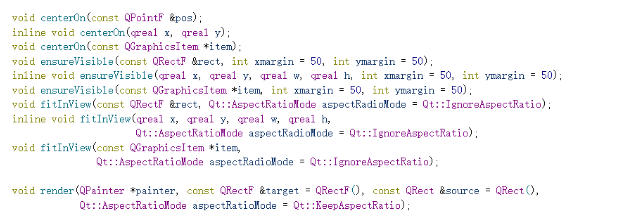 void centerOn(const QPointF &pos);
inline void centerOn(qreal x, qreal y);
void centerOn(const QGraphicsItem *item);
void ensureVisible(const QRectF &rect, int xmargin = 50, int ymargin = 50);
inline void ensureVisible(qreal x, qreal y, qreal w, qreal h, int xmargin = 50, int ymargin = 50);
void ensureVisible(const QGraphicsItem *item, int xmargin = 50, int ymargin = 50);
void fitInView(const QRectF &rect, Qt::AspectRatioMode aspectRadioMode = Qt::IgnoreAspectRatio);
inline void fitInView(qreal x, qreal y, qreal w, qreal h,
Qt::AspectRatioMode aspectRadioMode = Qt::IgnoreAspectRatio);
void fitInView(const QGraphicsItem *item,
Qt::AspectRatioMode aspectRadioMode = Qt::IgnoreAspectRatio);
void render(QPainter *painter, const QRectF &target = QRectF(), const QRect &source = QRect(),
Qt::AspectRatioMode aspectRatioMode = Qt::KeepAspectRatio);